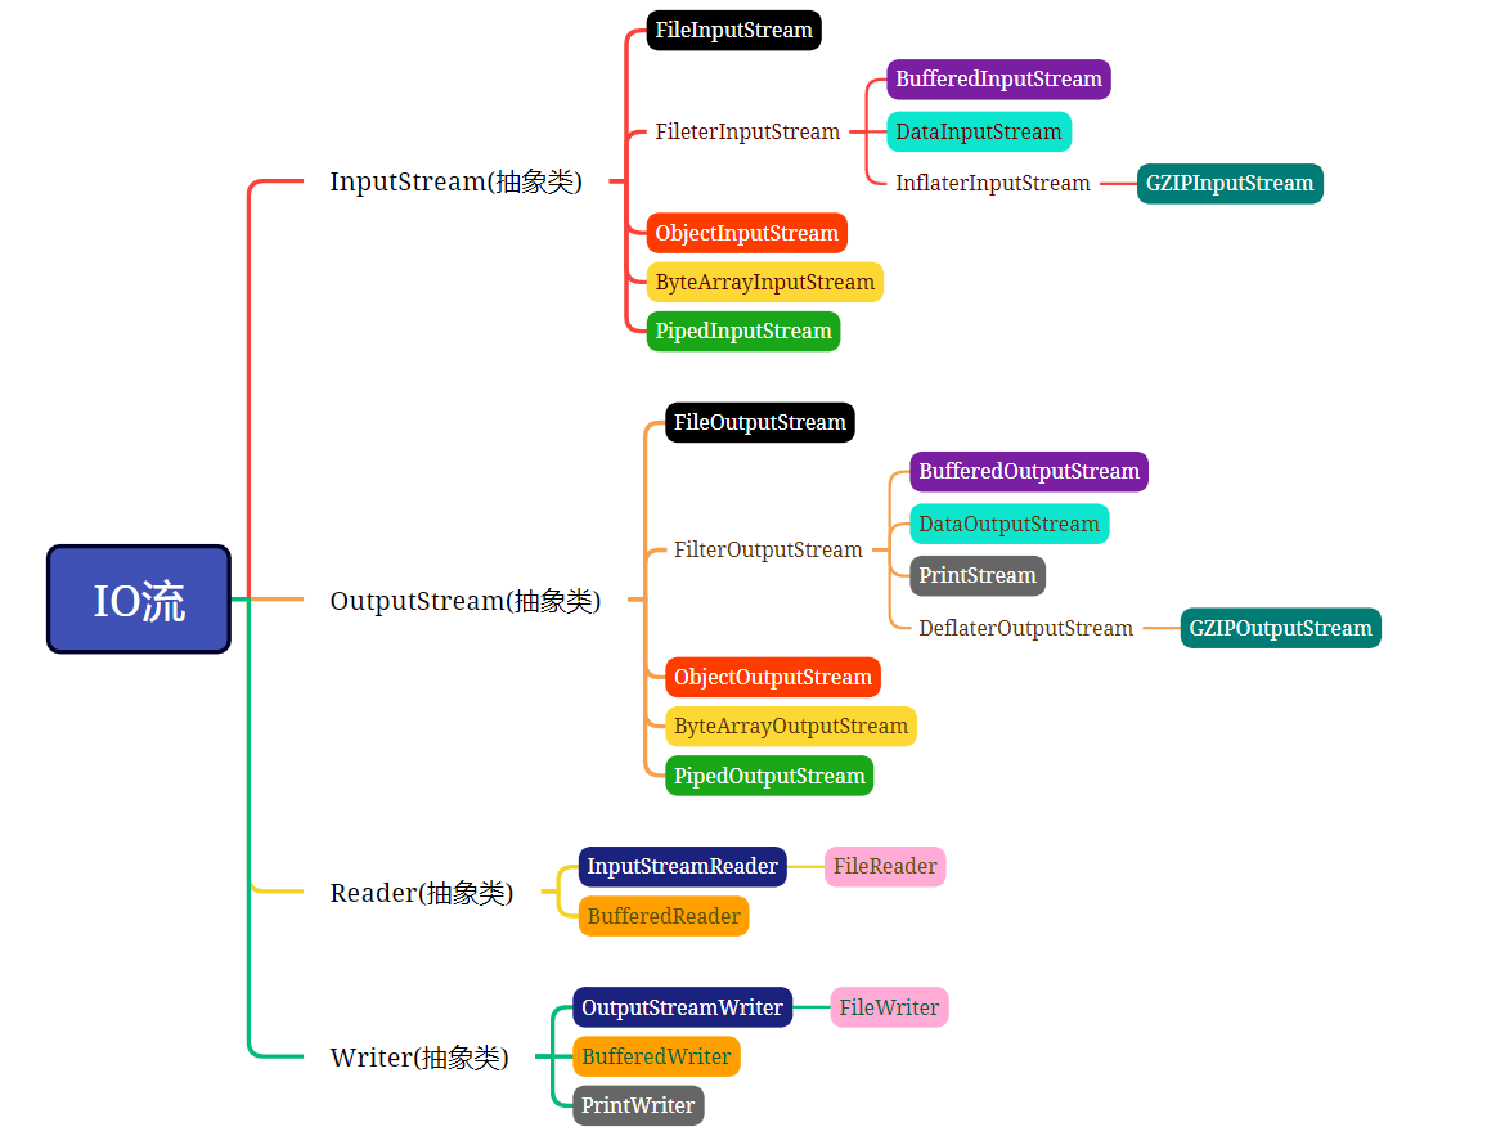 IO流
InputStream(抽象类)
FileInputStream
FileterInputStream
BufferedInputStream
DataInputStream
InflaterInputStream
GZIPInputStream
ObjectInputStream
ByteArrayInputStream
PipedInputStream
OutputStream(抽象类)
FileOutputStream
FilterOutputStream
BufferedOutputStream
DataOutputStream
PrintStream
DeflaterOutputStream
GZIPOutputStream
ObjectOutputStream
ByteArrayOutputStream
PipedOutputStream
Reader(抽象类)
InputStreamReader
FileReader
BufferedReader
Writer(抽象类)
OutputStreamWriter
FileWriter
BufferedWriter
PrintWriter